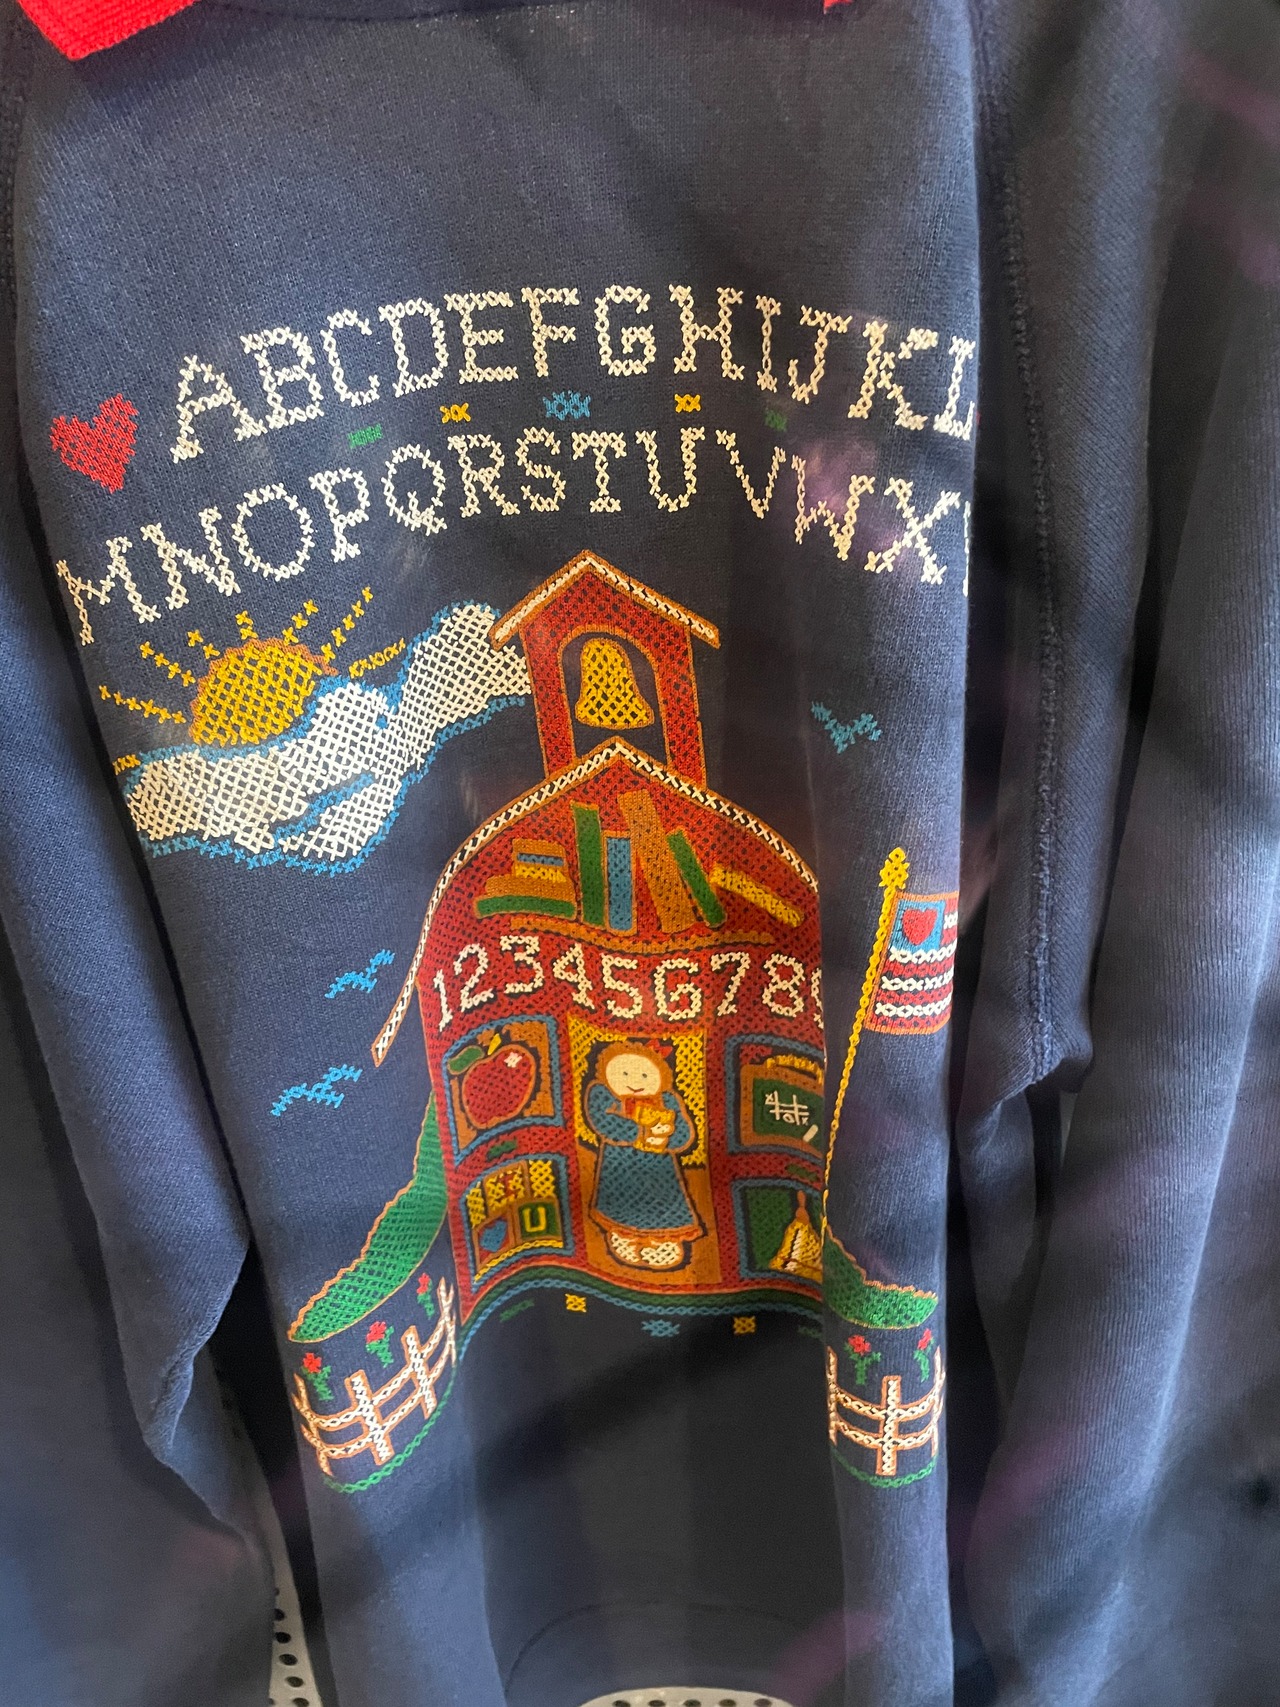 ABCDEFGHIJKL
MNOPQRSTUVWX
12345678
U